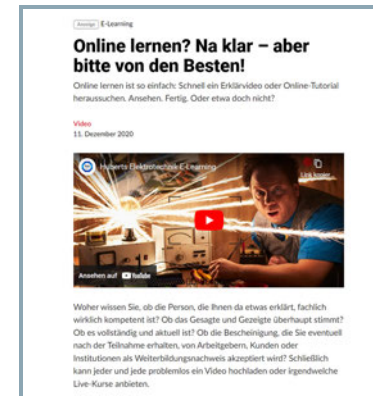 Anzeige E-Learning
Online lernen? Na klar – aber
bitte von den Besten!
Online lernen ist so einfach: Schnell ein Erklärvideo oder Online-Tutorial
heraussuchen. Ansehen. Fertig. Oder etwa doch nicht?
Video
11. Dezember 2020
Huberts Elektrotechnik E-Learning
Link kopier...
Ansehen auf YouTube
Woher wissen Sie, ob die Person, die Ihnen da etwas erklärt, fachlich
wirklich kompetent ist? Ob das Gesagte und Gezeigte überhaupt stimmt?
Ob es vollständig und aktuell ist? Ob die Bescheinigung, die Sie eventuell
nach der Teilnahme erhalten, von Arbeitgebern, Kunden oder
Institutionen als Weiterbildungsnachweis akzeptiert wird? Schließlich
kann jeder und jede problemlos ein Video hochladen oder irgendwelche
Live-Kurse anbieten.